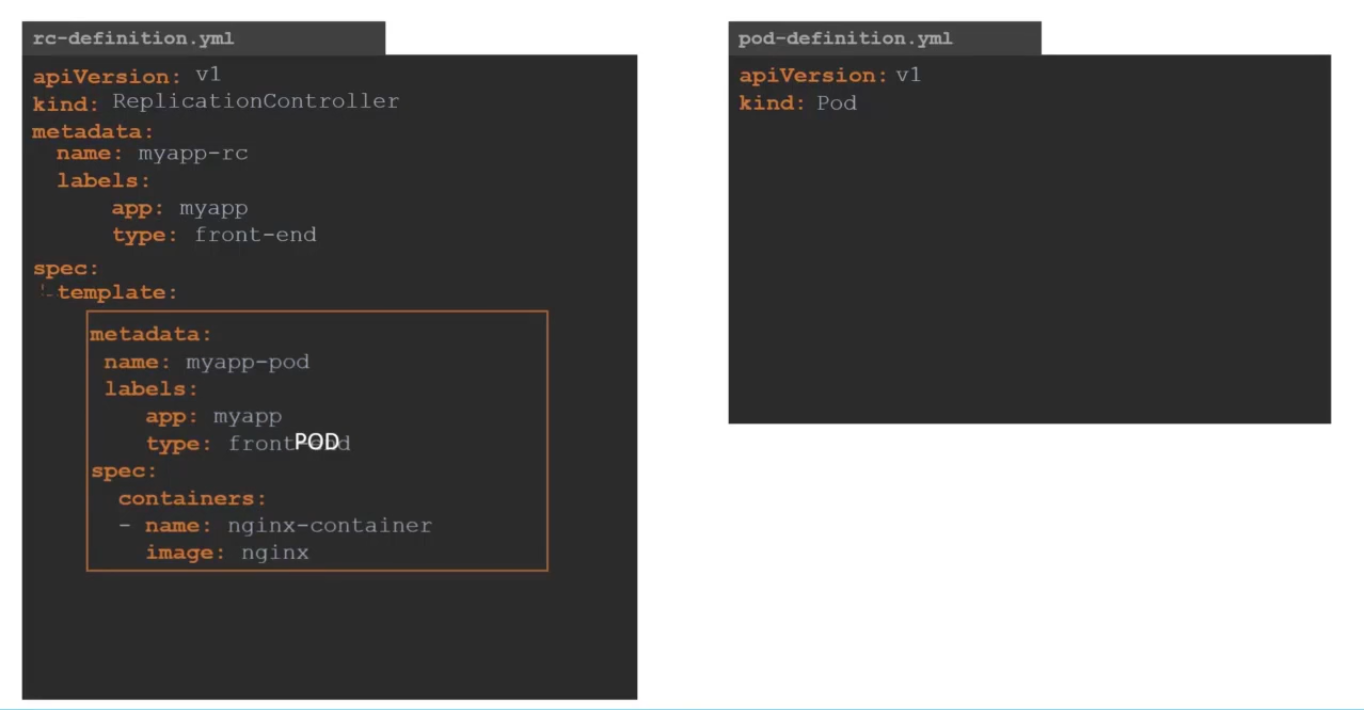 rc-definition.yml
apiVersion: v1
kind: ReplicationController
metadata:
name: myapp-rc
labels:
app: myapp
type: front-end
spec:
template:
metadata:
name: myapp-pod
labels:
app: myapp
type: front-end
POD
spec:
containers:
- name: nginx-container
image: nginx
pod-definition.yml
apiVersion: v1
kind: Pod